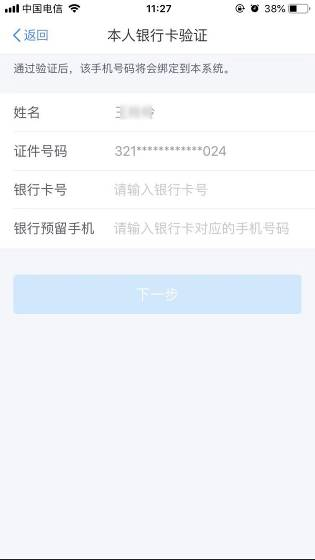 中国电信
11:27
38%
返回
本人银行卡验证
通过验证后，该手机号码将会绑定到本系统。
姓名
证件号码 321************024
银行卡号 请输入银行卡号
银行预留手机 请输入银行卡对应的手机号码
下一步